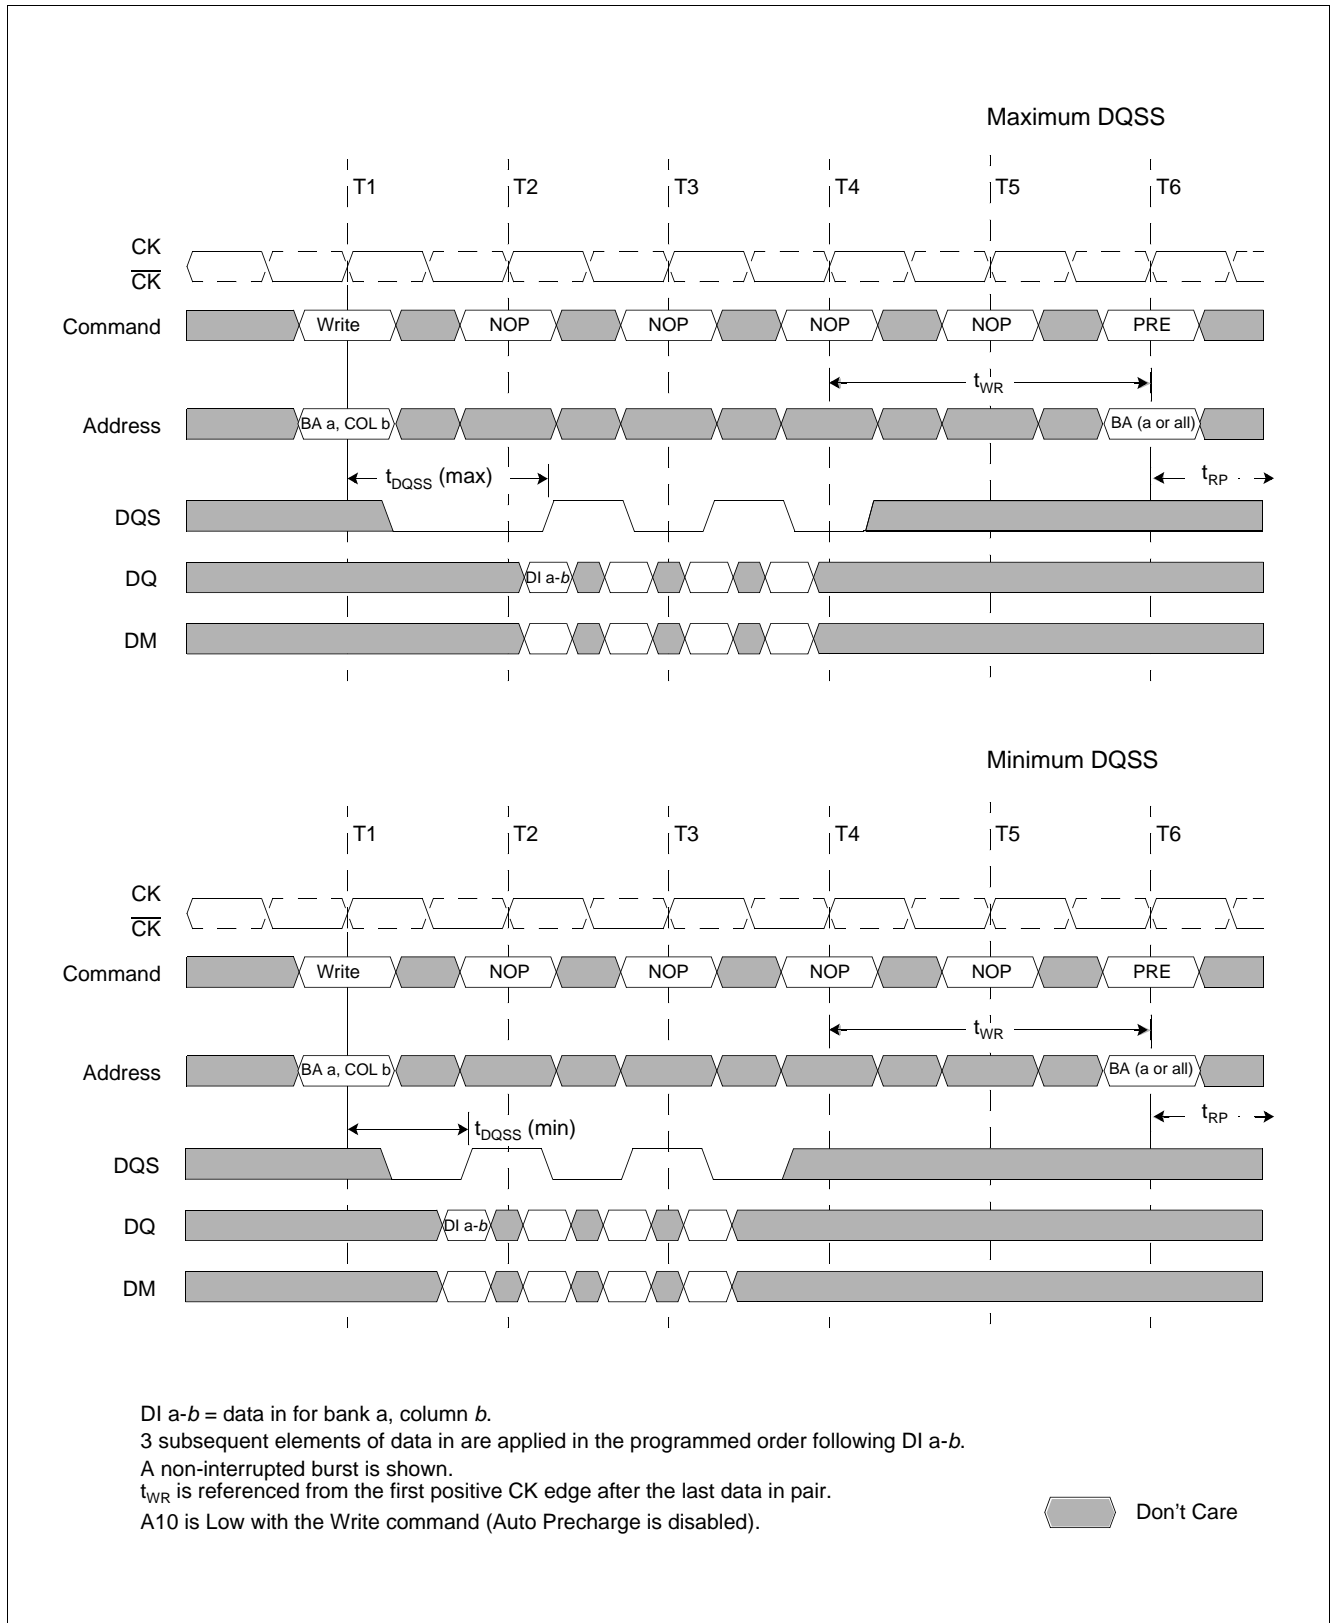 Maximum DQSS
T1 T2 T3 T4 T5 T6
CK
CK
Command Write NOP NOP NOP NOP PRE
tWR
Address BA a, COL b BA (a or all)
tDQSS (max) tRP
DQS
DQ DI a-b
DM
Minimum DQSS
T1 T2 T3 T4 T5 T6
CK
CK
Command Write NOP NOP NOP NOP PRE
tWR
Address BA a, COL b BA (a or all)
tDQSS (min) tRP
DQS
DQ DI a-b
DM
DI a-b = data in for bank a, column b.
3 subsequent elements of data in are applied in the programmed order following DI a-b.
A non-interrupted burst is shown.
tWR is referenced from the first positive CK edge after the last data in pair.
A10 is Low with the Write command (Auto Precharge is disabled).
Don't Care